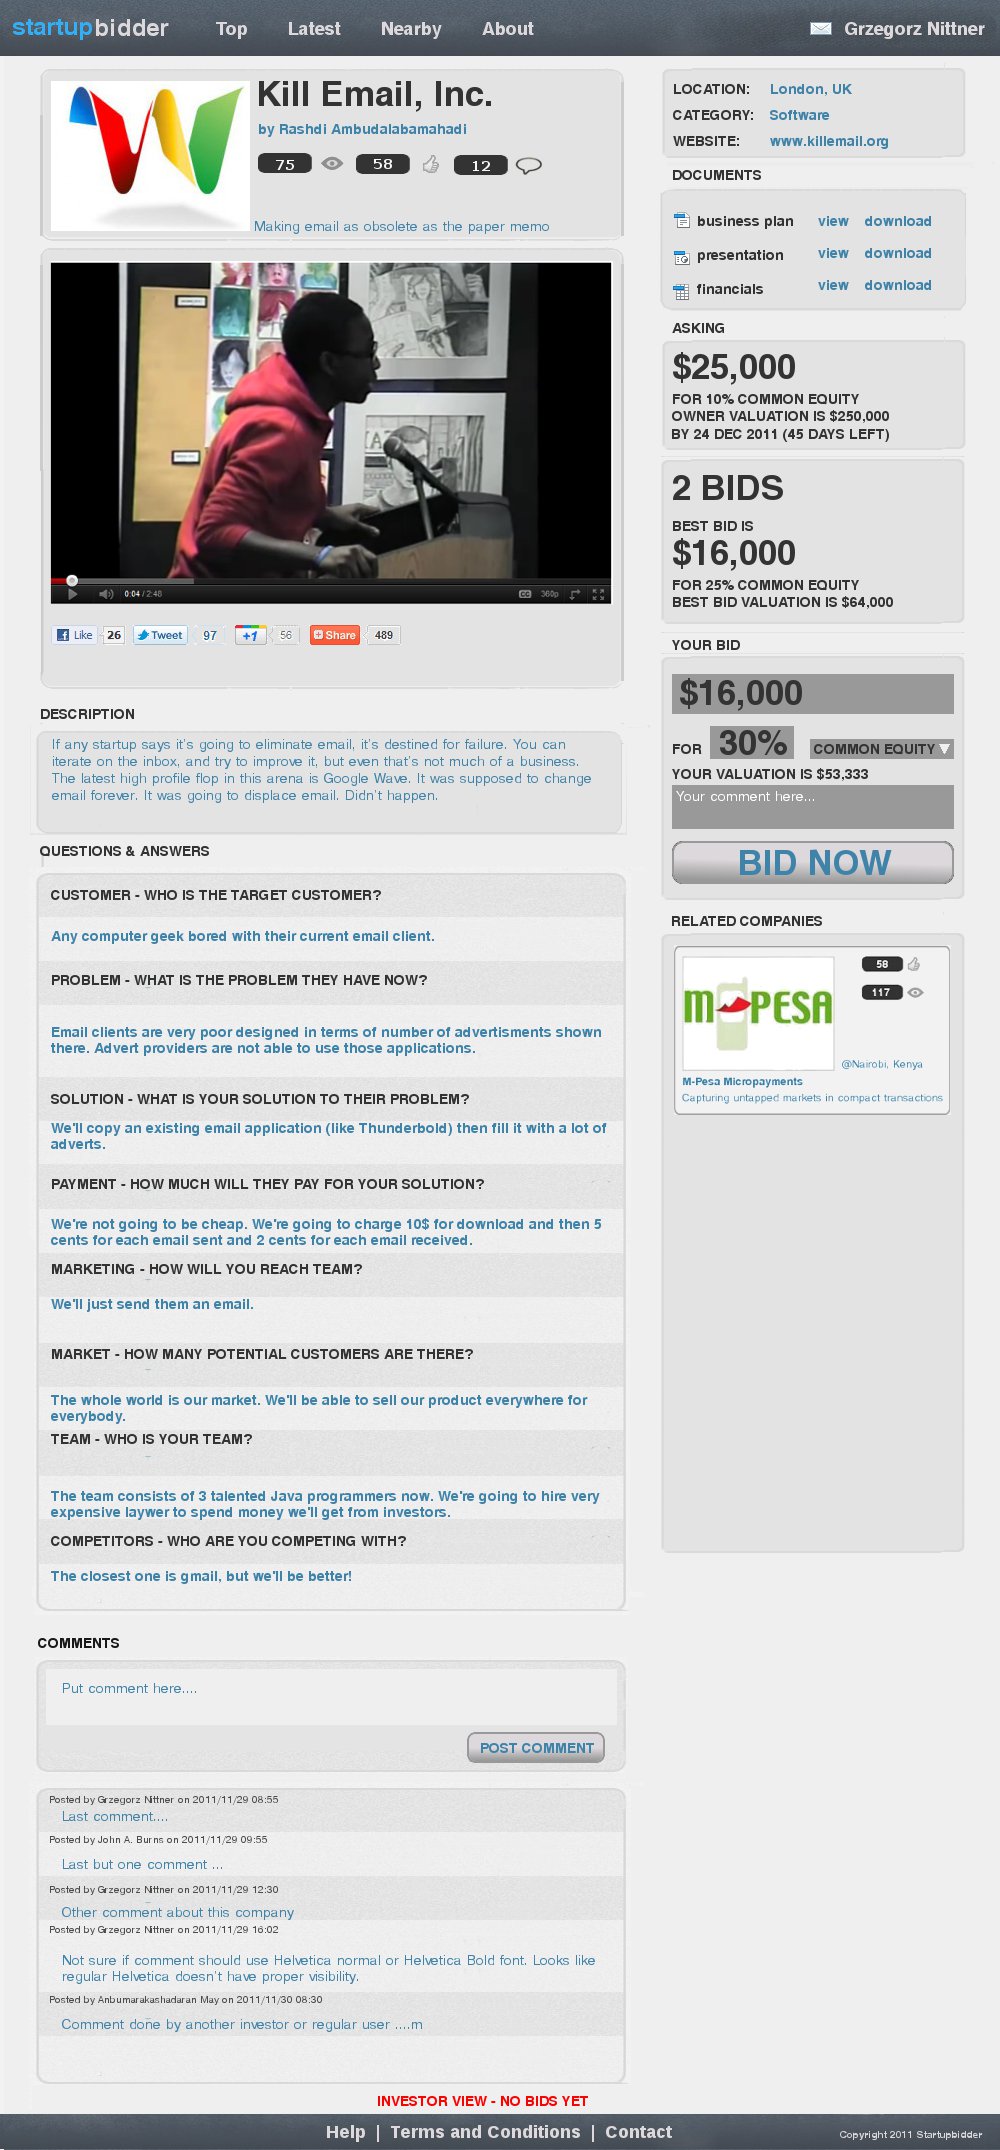 startupbidder Top Latest Nearby About Grzegorz Nittner
Kill Email, Inc.
by Rashdi Ambudalabamahadi
75 58 12
Making email as obsolete as the paper memo
0:04 / 2:48 CC 360p
Like 26 Tweet 97 +1 56 Share 489
DESCRIPTION
If any startup says it's going to eliminate email, it's destined for failure. You can
iterate on the inbox, and try to improve it, but even that's not much of a business.
The latest high profile flop in this arena is Google Wave. It was supposed to change
email forever. It was going to displace email. Didn't happen.
QUESTIONS & ANSWERS
CUSTOMER - WHO IS THE TARGET CUSTOMER?
Any computer geek bored with their current email client.
PROBLEM - WHAT IS THE PROBLEM THEY HAVE NOW?
Email clients are very poor designed in terms of number of advertisments shown
there. Advert providers are not able to use those applications.
SOLUTION - WHAT IS YOUR SOLUTION TO THEIR PROBLEM?
We'll copy an existing email application (like Thunderbold) then fill it with a lot of
adverts.
PAYMENT - HOW MUCH WILL THEY PAY FOR YOUR SOLUTION?
We're not going to be cheap. We're going to charge 10$ for download and then 5
cents for each email sent and 2 cents for each email received.
MARKETING - HOW WILL YOU REACH TEAM?
We'll just send them an email.
MARKET - HOW MANY POTENTIAL CUSTOMERS ARE THERE?
The whole world is our market. We'll be able to sell our product everywhere for
everybody.
TEAM - WHO IS YOUR TEAM?
The team consists of 3 talented Java programmers now. We're going to hire very
expensive laywer to spend money we'll get from investors.
COMPETITORS - WHO ARE YOU COMPETING WITH?
The closest one is gmail, but we'll be better!
COMMENTS
Put comment here....
POST COMMENT
Posted by Grzegorz Nittner on 2011/11/29 08:55
Last comment....
Posted by John A. Burns on 2011/11/29 09:55
Last but one comment ...
Posted by Grzegorz Nittner on 2011/11/29 12:30
Other comment about this company
Posted by Grzegorz Nittner on 2011/11/29 16:02
Not sure if comment should use Helvetica normal or Helvetica Bold font. Looks like
regular Helvetica doesn't have proper visibility.
Posted by Anbumarakashadaran May on 2011/11/30 08:30
Comment done by another investor or regular user ....m
LOCATION: London, UK
CATEGORY: Software
WEBSITE: www.killemail.org
DOCUMENTS
business plan view download
presentation view download
financials view download
ASKING
$25,000
FOR 10% COMMON EQUITY
OWNER VALUATION IS $250,000
BY 24 DEC 2011 (45 DAYS LEFT)
2 BIDS
BEST BID IS
$16,000
FOR 25% COMMON EQUITY
BEST BID VALUATION IS $64,000
YOUR BID
$16,000
FOR 30% COMMON EQUITY
YOUR VALUATION IS $53,333
Your comment here...
BID NOW
RELATED COMPANIES
M PESA
58
117
@Nairobi, Kenya
M-Pesa Micropayments
Capturing untapped markets in compact transactions
INVESTOR VIEW - NO BIDS YET
Help | Terms and Conditions | Contact
Copyright 2011 Startupbidder